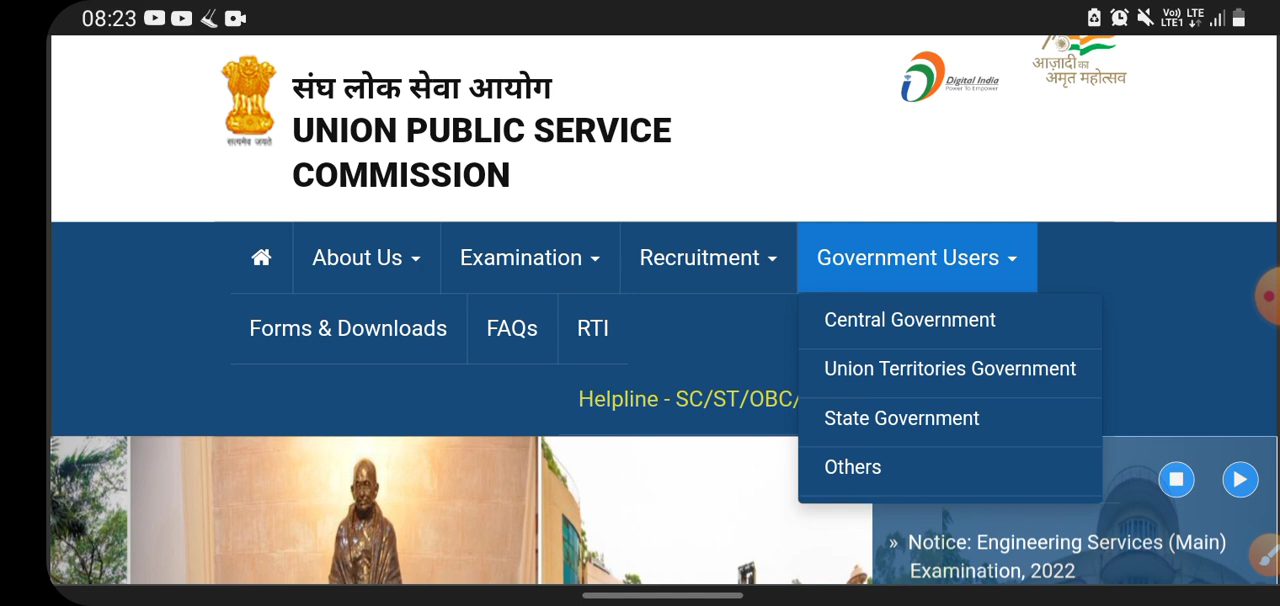 08:23
Vo) LTE
LTE1
संघ लोक सेवा आयोग
UNION PUBLIC SERVICE
COMMISSION
सत्यमेव जयते
Digital India
Power To Empower
आज़ादी का
अमृत महोत्सव
About Us
Examination
Recruitment
Government Users
Forms & Downloads
FAQs
RTI
Central Government
Union Territories Government
State Government
Others
Helpline - SC/ST/OBC/
» Notice: Engineering Services (Main)
Examination, 2022